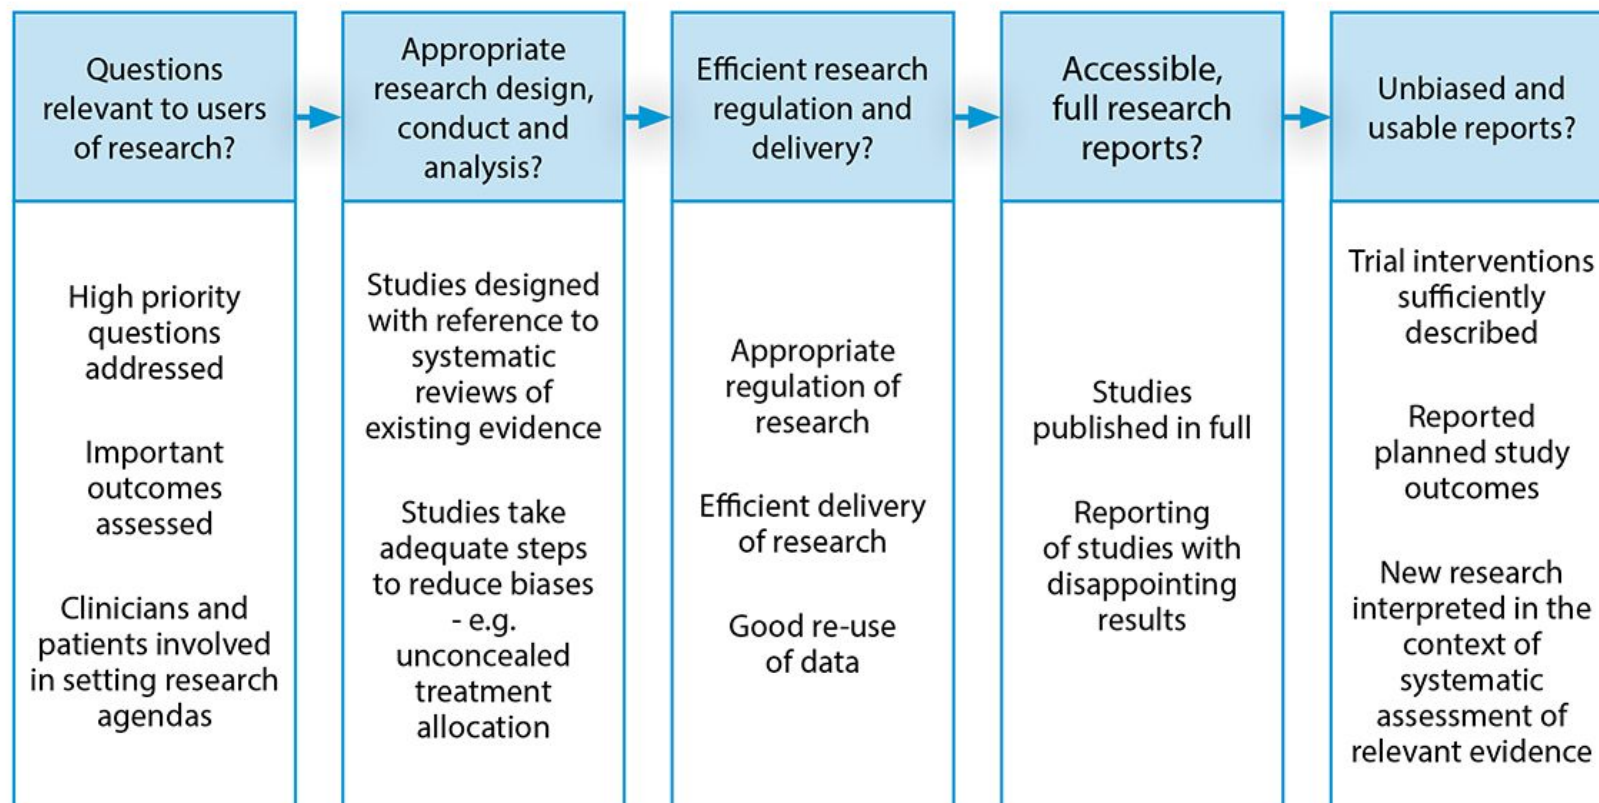 Questions
relevant to users
of research?
High priority
questions
addressed
Important
outcomes
assessed
Clinicians and
patients involved
in setting research
agendas
Appropriate
research design,
conduct and
analysis?
Studies designed
with reference to
systematic
reviews of
existing evidence
Studies take
adequate steps
to reduce biases
- e.g.
unconcealed
treatment
allocation
Efficient research
regulation and
delivery?
Appropriate
regulation of
research
Efficient delivery
of research
Good re-use
of data
Accessible,
full research
reports?
Studies
published in full
Reporting
of studies with
disappointing
results
Unbiased and
usable reports?
Trial interventions
sufficiently
described
Reported
planned study
outcomes
New research
interpreted in the
context of
systematic
assessment of
relevant evidence